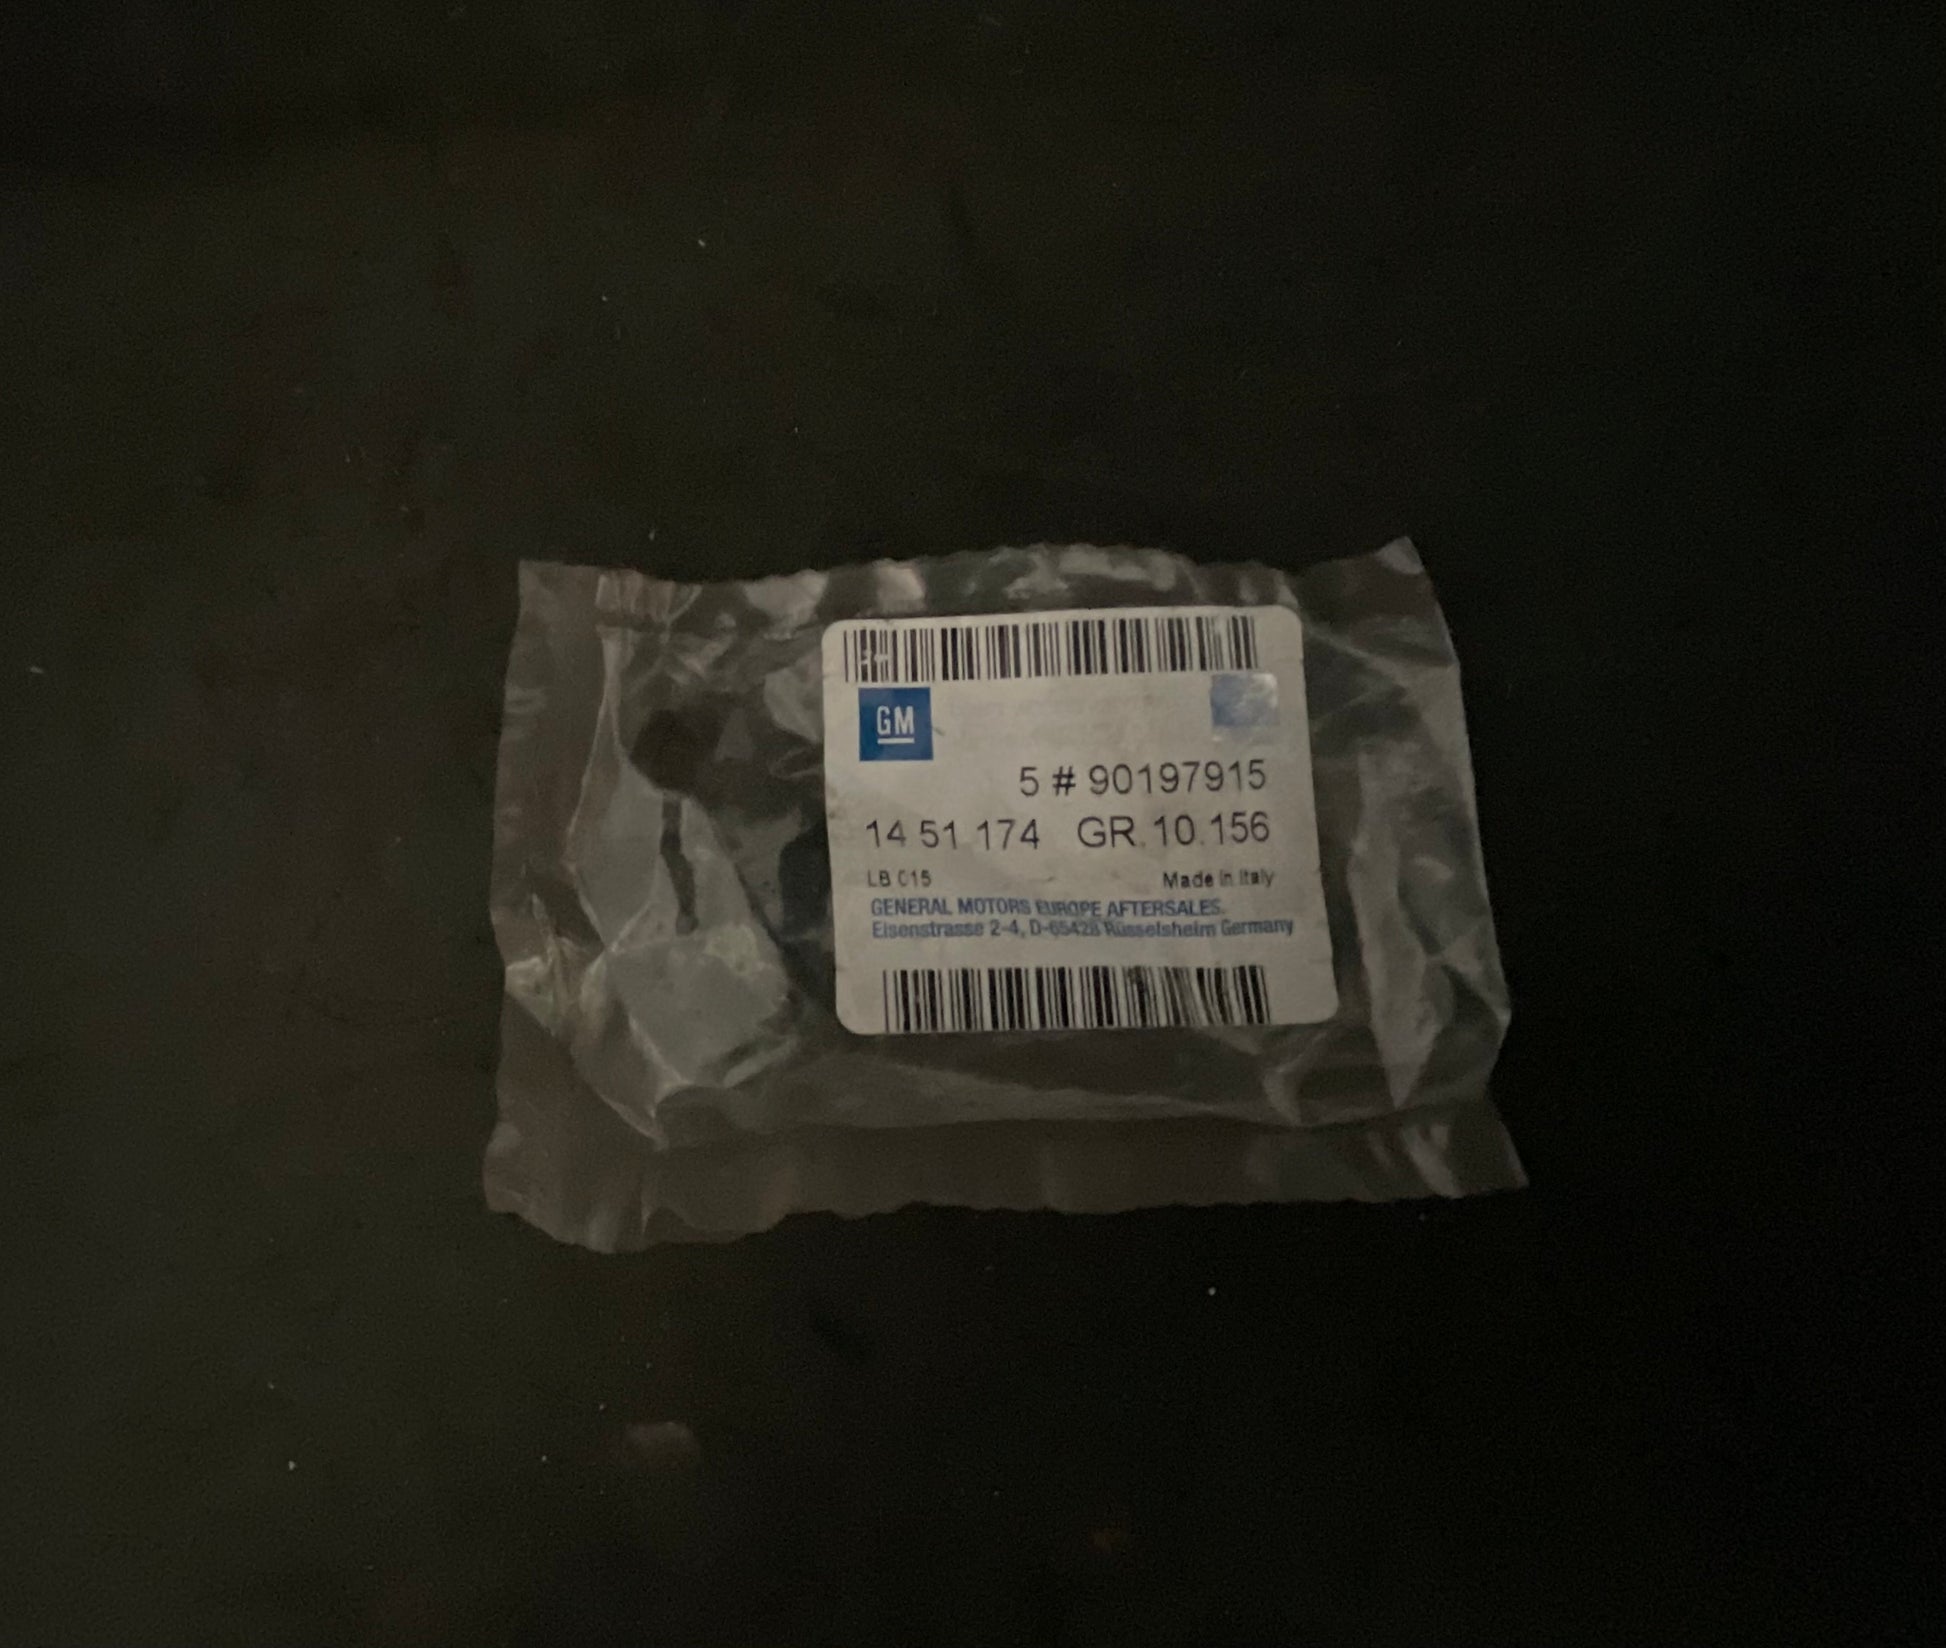 GM
5 # 90197915
14 51 174 GR. 10.156
LB 015 Made in Italy
GENERAL MOTORS EUROPE AFTERSALES.
Eisenstrasse 2-4, D-65428 Rüsselsheim Germany